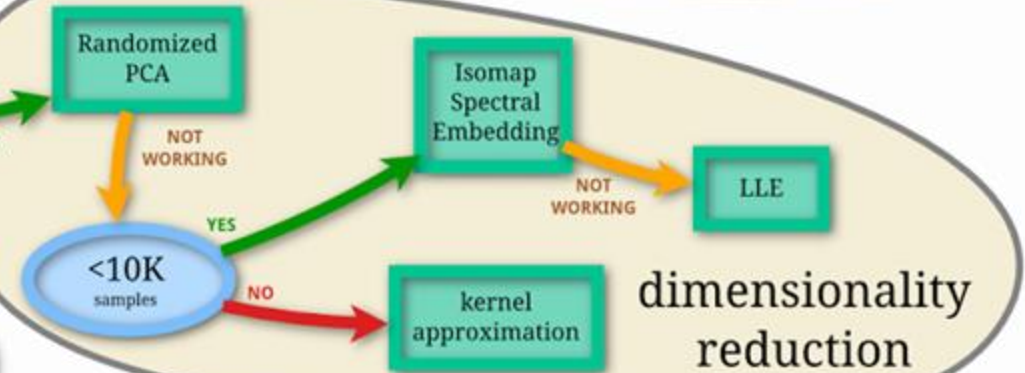 Randomized
PCA
NOT
WORKING
<10K
samples
YES
NO
Isomap
Spectral
Embedding
NOT
WORKING
LLE
kernel
approximation
dimensionality
reduction